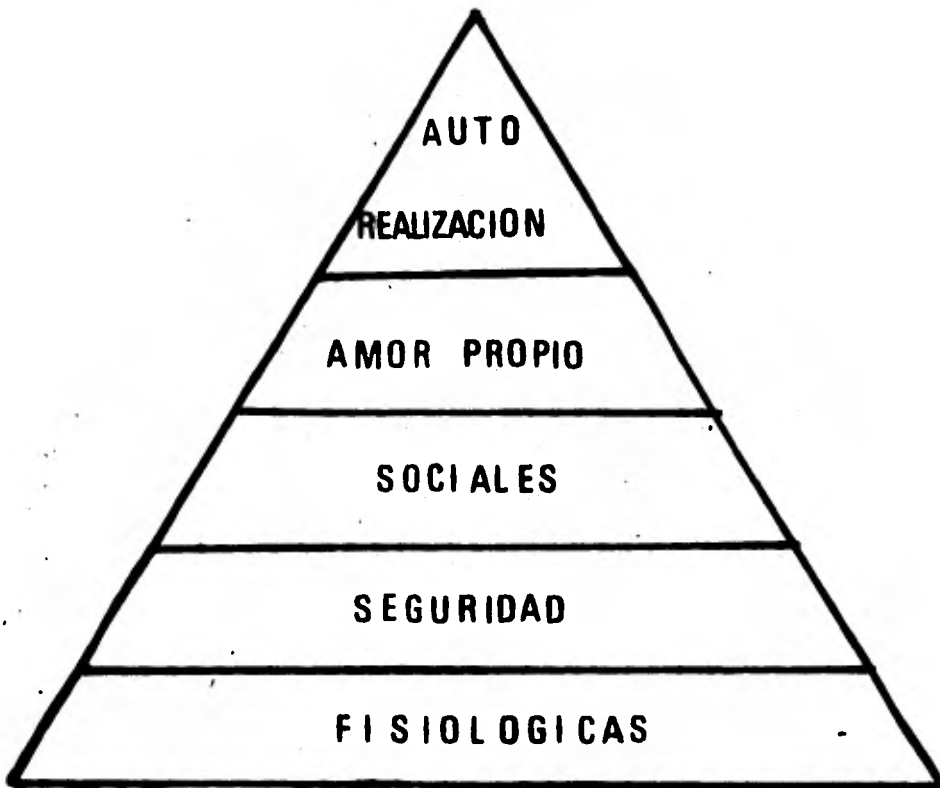 AUTO
REALIZACION
AMOR PROPIO
SOCIALES
SEGURIDAD
FISIOLOGICAS